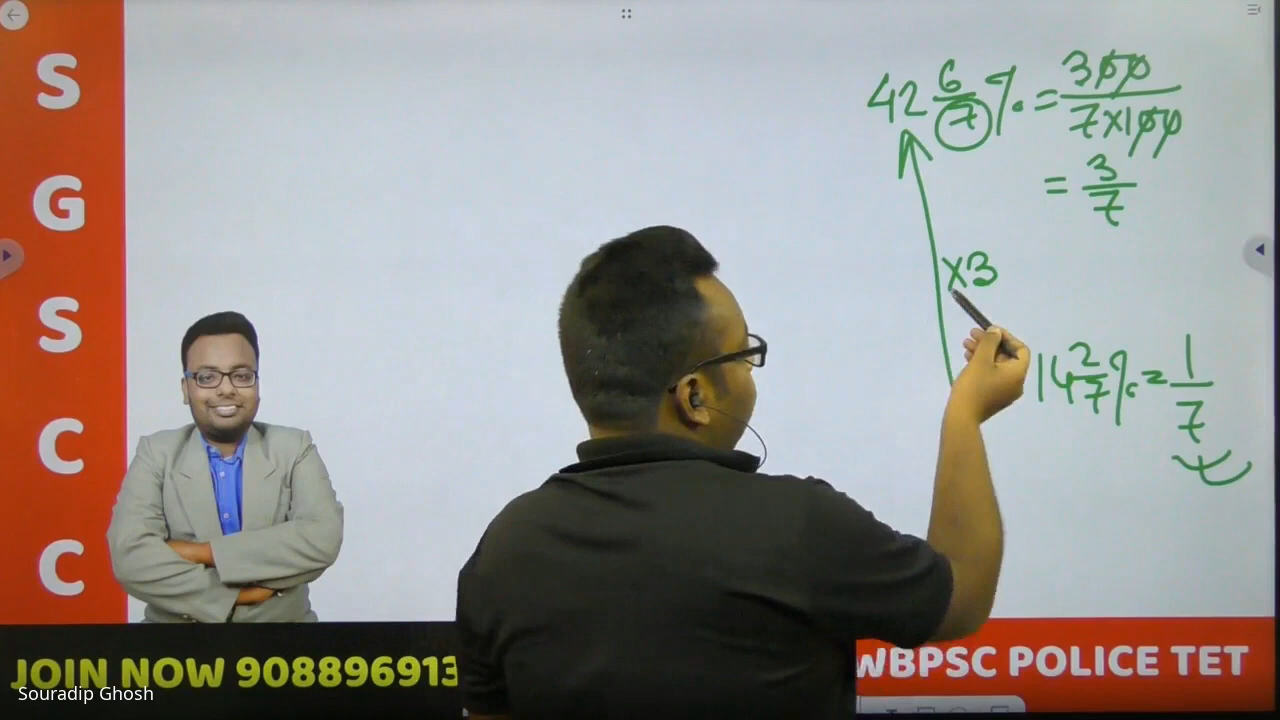 S
G
S
C
C
42 6/7 % = 300/7×100
= 3/7
×3
14 2/7 % = 1/7
JOIN NOW 908896913
WBPSC POLICE TET
Souradip Ghosh